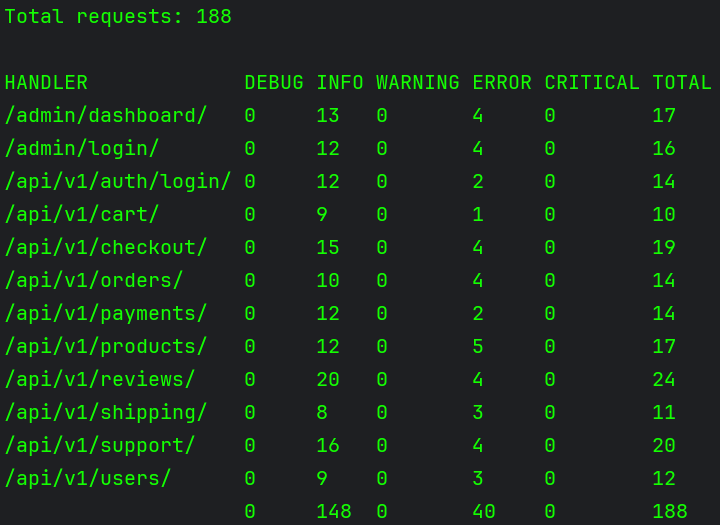 Total requests: 188
HANDLER DEBUG INFO WARNING ERROR CRITICAL TOTAL
/admin/dashboard/ 0 13 0 4 0 17
/admin/login/ 0 12 0 4 0 16
/api/v1/auth/login/ 0 12 0 2 0 14
/api/v1/cart/ 0 9 0 1 0 10
/api/v1/checkout/ 0 15 0 4 0 19
/api/v1/orders/ 0 10 0 4 0 14
/api/v1/payments/ 0 12 0 2 0 14
/api/v1/products/ 0 12 0 5 0 17
/api/v1/reviews/ 0 20 0 4 0 24
/api/v1/shipping/ 0 8 0 3 0 11
/api/v1/support/ 0 16 0 4 0 20
/api/v1/users/ 0 9 0 3 0 12
0 148 0 40 0 188